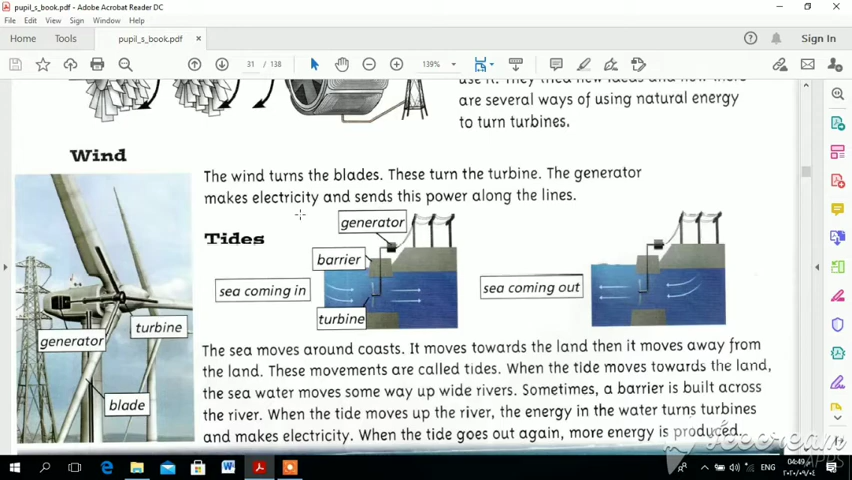 pupil_s_book.pdf - Adobe Acrobat Reader DC
File Edit View Sign Window Help
Home Tools pupil_s_book.pdf × Sign In
31 / 138 139%
are several ways of using natural energy
to turn turbines.
Wind
The wind turns the blades. These turn the turbine. The generator
makes electricity and sends this power along the lines.
generator
Tides
barrier
sea coming in
sea coming out
turbine
turbine
generator
blade
The sea moves around coasts. It moves towards the land then it moves away from
the land. These movements are called tides. When the tide moves towards the land,
the sea water moves some way up wide rivers. Sometimes, a barrier is built across
the river. When the tide moves up the river, the energy in the water turns turbines
and makes electricity. When the tide goes out again, more energy is produced.
ENG